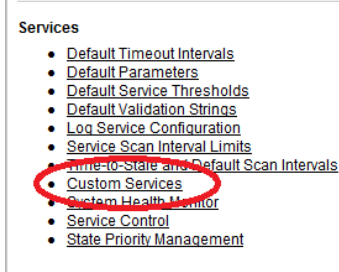 Services
Default Timeout Intervals
Default Parameters
Default Service Thresholds
Default Validation Strings
Log Service Configuration
Service Scan Interval Limits
Time-to-Stale and Default Scan Intervals
Custom Services
System Health Monitor
Service Control
State Priority Management